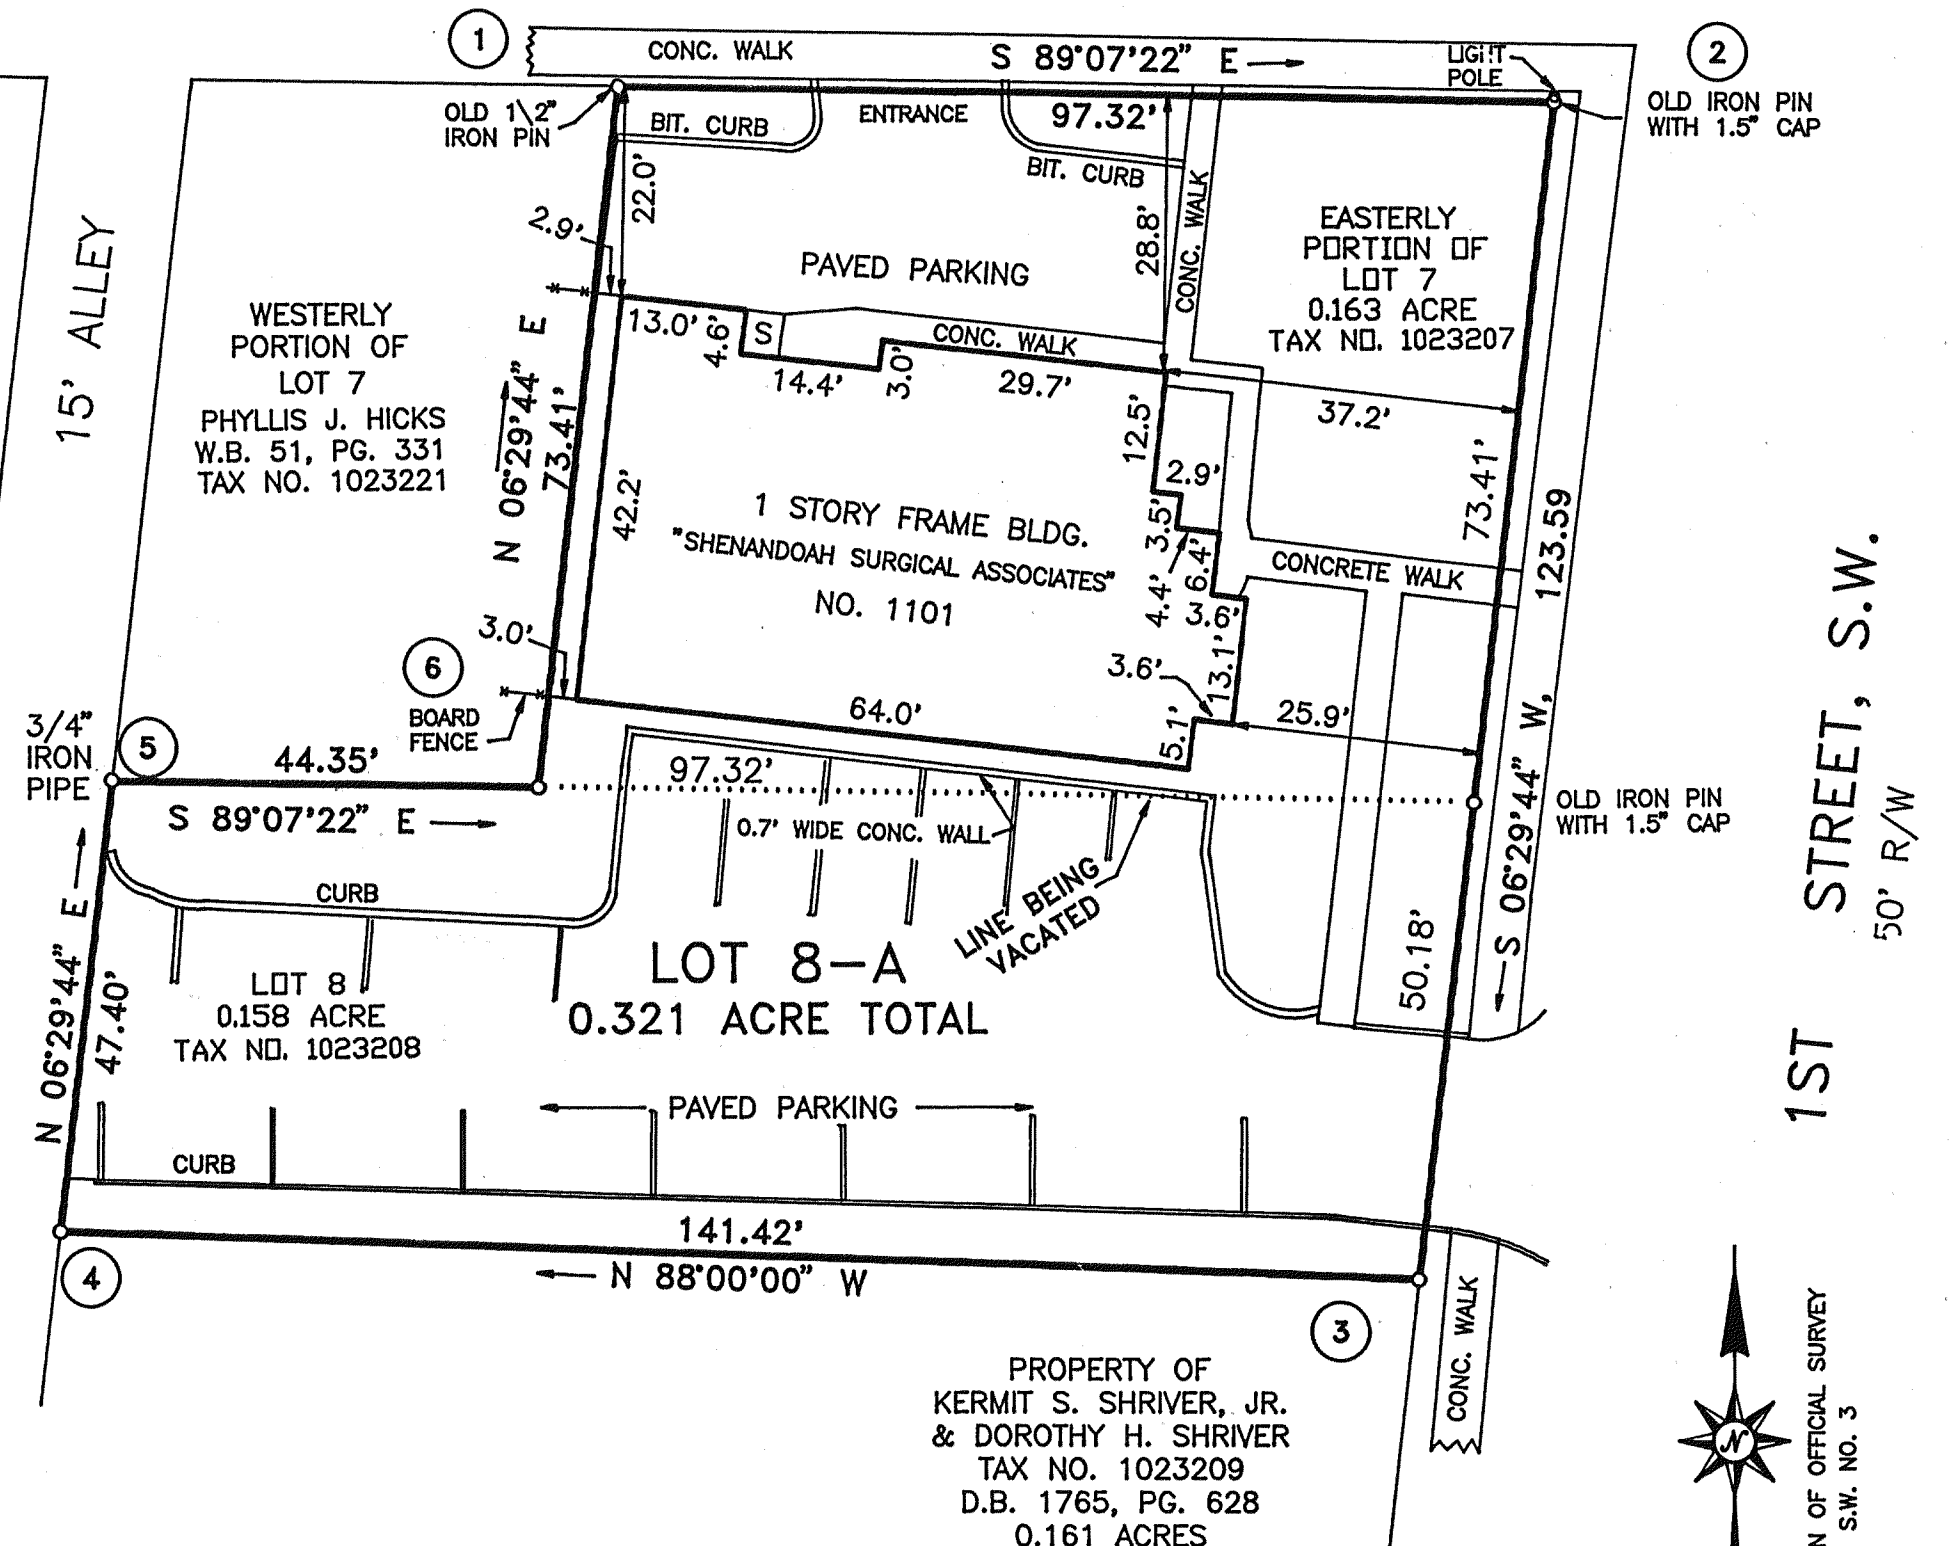 1
CONC. WALK
S 89°07'22" E
LIGHT
POLE
2
OLD IRON PIN
WITH 1.5" CAP
OLD 1\2"
IRON PIN
BIT. CURB
ENTRANCE
97.32'
BIT. CURB
22.0'
2.9'
28.8'
CONC. WALK
15' ALLEY
PAVED PARKING
EASTERLY
PORTION OF
LOT 7
0.163 ACRE
TAX NO. 1023207
WESTERLY
PORTION OF
LOT 7
PHYLLIS J. HICKS
W.B. 51, PG. 331
TAX NO. 1023221
N 06°29'44" E
73.41'
13.0'
4.6'
S
14.4'
3.0'
CONC. WALK
29.7'
37.2'
12.5'
2.9'
3.5'
4.4'
6.4'
3.6'
13.1'
3.6'
5.1'
42.2'
1 STORY FRAME BLDG.
"SHENANDOAH SURGICAL ASSOCIATES"
NO. 1101
CONCRETE WALK
73.41'
S 06°29'44" W, 123.59
1ST STREET, S.W.
50' R/W
3.0'
6
BOARD
FENCE
64.0'
25.9'
3/4"
IRON
PIPE
5
44.35'
S 89°07'22" E
97.32'
0.7' WIDE CONC. WALL
LINE BEING
VACATED
OLD IRON PIN
WITH 1.5" CAP
CURB
LOT 8-A
0.321 ACRE TOTAL
50.18'
N 06°29'44" E
47.40'
LOT 8
0.158 ACRE
TAX NO. 1023208
PAVED PARKING
CURB
141.42'
N 88°00'00" W
4
3
CONC. WALK
PROPERTY OF
KERMIT S. SHRIVER, JR.
& DOROTHY H. SHRIVER
TAX NO. 1023209
D.B. 1765, PG. 628
0.161 ACRES
N
OF OFFICIAL SURVEY
S.W. NO. 3